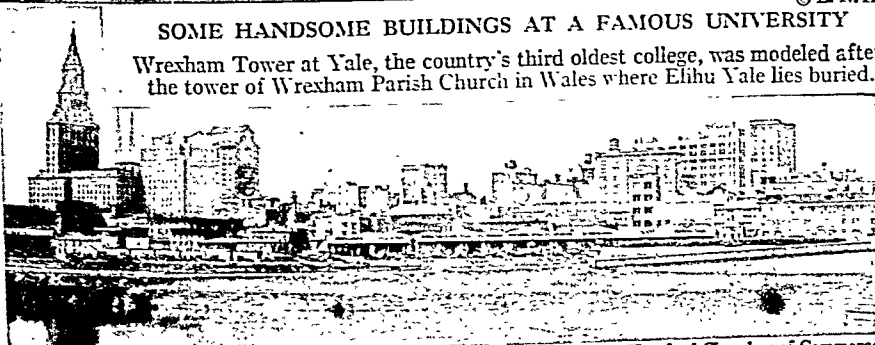 SOME HANDSOME BUILDINGS AT A FAMOUS UNIVERSITY
Wrexham Tower at Yale, the country's third oldest college, was modeled afte
the tower of Wrexham Parish Church in Wales where Elihu Yale lies buried.